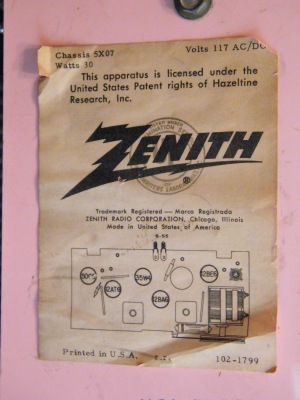 Chassis 5X07 Volts 117 AC/DC
Watts 30
This apparatus is licensed under the
United States Patent rights of Hazeltine
Research, Inc.
ZENITH
®
Trademark Registered — Marca Registrada
ZENITH RADIO CORPORATION, Chicago, Illinois
Made in United States of America
35W4
12BE6
12AT6
12BA6
Printed in U.S.A. 102-1799